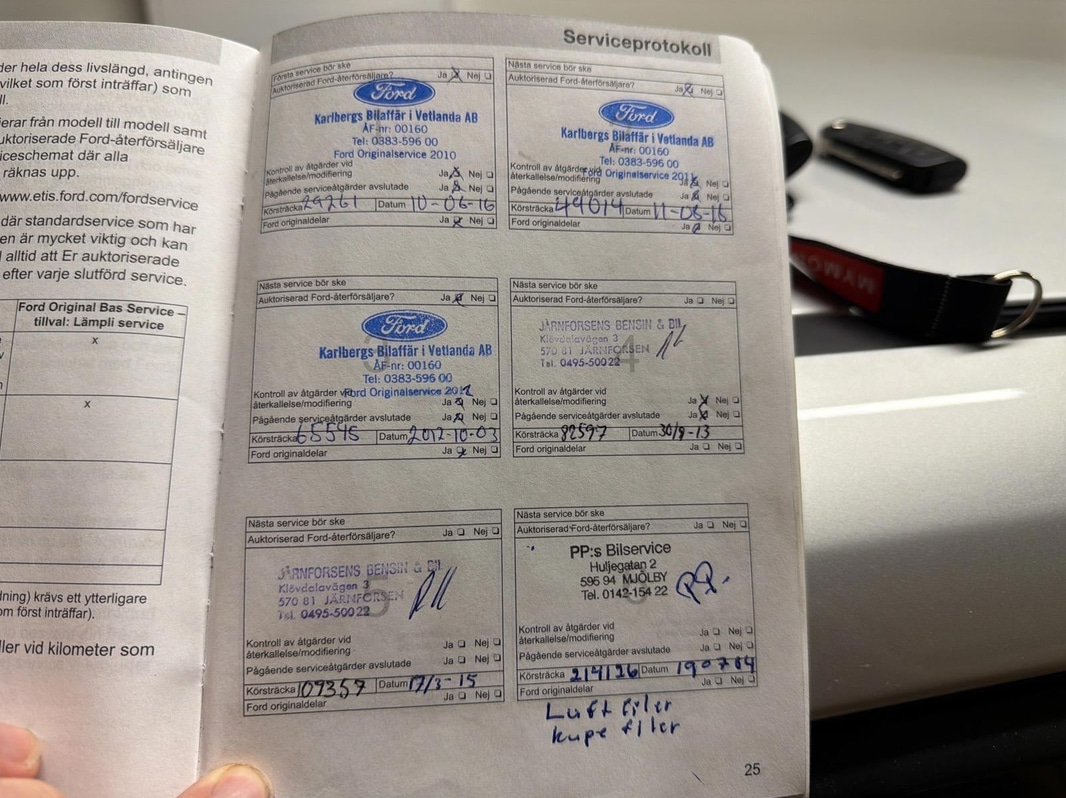 der hela dess livslängd, antingen
vilket som först inträffar) som
ll.
erar från modell till modell samt
uktoriserade Ford-återförsäljare
iceschemat där alla
räknas upp.
www.etis.ford.com/fordservice
där standardservice som har
en är mycket viktig och kan
l alltid att Er auktoriserade
efter varje slutförd service.
Ford Original Bas Service –
tillval: Lämpli service
x
x
dning) krävs ett ytterligare
om först inträffar).
ller vid kilometer som
Serviceprotokoll
Första service bör ske
Auktoriserad Ford-återförsäljare? Ja Nej
Ford
Karlbergs Bilaffär i Vetlanda AB
ÅF-nr: 00160
Tel: 0383-596 00
Ford Originalservice 2010
Kontroll av åtgärder vid
återkallelse/modifiering Ja Nej
Pågående serviceåtgärder avslutade Ja Nej
Körsträcka 29261 Datum 10-06-16
Ford originaldelar Ja Nej
Nästa service bör ske
Auktoriserad Ford-återförsäljare? Ja Nej
Ford
Karlbergs Bilaffär i Vetlanda AB
ÅF-nr: 00160
Tel: 0383-596 00
Kontroll av åtgärder vid
Ford Originalservice 2011
återkallelse/modifiering Ja Nej
Pågående serviceåtgärder avslutade Ja Nej
Körsträcka 49014 Datum 11-06-16
Ford originaldelar Ja Nej
Nästa service bör ske
Auktoriserad Ford-återförsäljare? Ja Nej
Ford
Karlbergs Bilaffär i Vetlanda AB
ÅF-nr: 00160
Tel: 0383-596 00
Kontroll av åtgärder vid
Ford Originalservice 2012
återkallelse/modifiering Ja Nej
Pågående serviceåtgärder avslutade Ja Nej
Körsträcka 65545 Datum 2012-10-03
Ford originaldelar Ja Nej
Nästa service bör ske
Auktoriserad Ford-återförsäljare? Ja Nej
JÄRNFORSENS BENSIN & BIL
Klövdalavägen 3
570 81 JÄRNFORSEN
Tel. 0495-500 22
4
Kontroll av åtgärder vid
återkallelse/modifiering Ja Nej
Pågående serviceåtgärder avslutade Ja Nej
Körsträcka 82597 Datum 30/8-13
Ford originaldelar Ja Nej
Nästa service bör ske
Auktoriserad Ford-återförsäljare? Ja Nej
JÄRNFORSENS BENSIN & BIL
Klövdalavägen 3
570 81 JÄRNFORSEN
Tel. 0495-500 22
5
Kontroll av åtgärder vid
återkallelse/modifiering Ja Nej
Pågående serviceåtgärder avslutade Ja Nej
Körsträcka 109357 Datum 17/3-15
Ford originaldelar Ja Nej
Nästa service bör ske
Auktoriserad Ford-återförsäljare? Ja Nej
PP:s Bilservice
Huljegatan 2
595 94 MJÖLBY
Tel. 0142-154 22
Kontroll av åtgärder vid
återkallelse/modifiering Ja Nej
Pågående serviceåtgärder avslutade Ja Nej
Körsträcka 214126 Datum 190704
Ford originaldelar Ja Nej
Luft filer
kupe filer
25